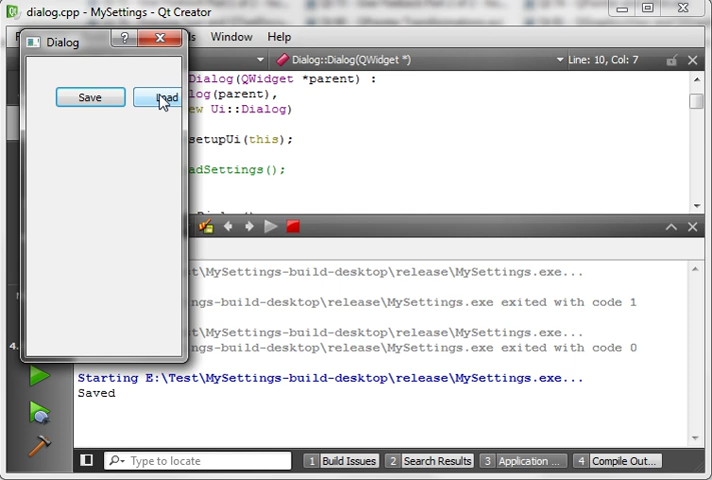 dialog.cpp - MySettings - Qt Creator
Window Help
Dialog
?
Dialog::Dialog(QWidget *parent)
Line: 10, Col: 7
Dialog(QWidget *parent) :
log(parent),
ew Ui::Dialog)
Save
setupUi(this);
adSettings();
Test\MySettings-build-desktop\release\MySettings.exe...
ngs-build-desktop\release\MySettings.exe exited with code 1
Test\MySettings-build-desktop\release\MySettings.exe...
ngs-build-desktop\release\MySettings.exe exited with code 0
4.
Starting E:\Test\MySettings-build-desktop\release\MySettings.exe...
Saved
Type to locate
1 Build Issues
2 Search Results
3 Application ...
4 Compile Out...